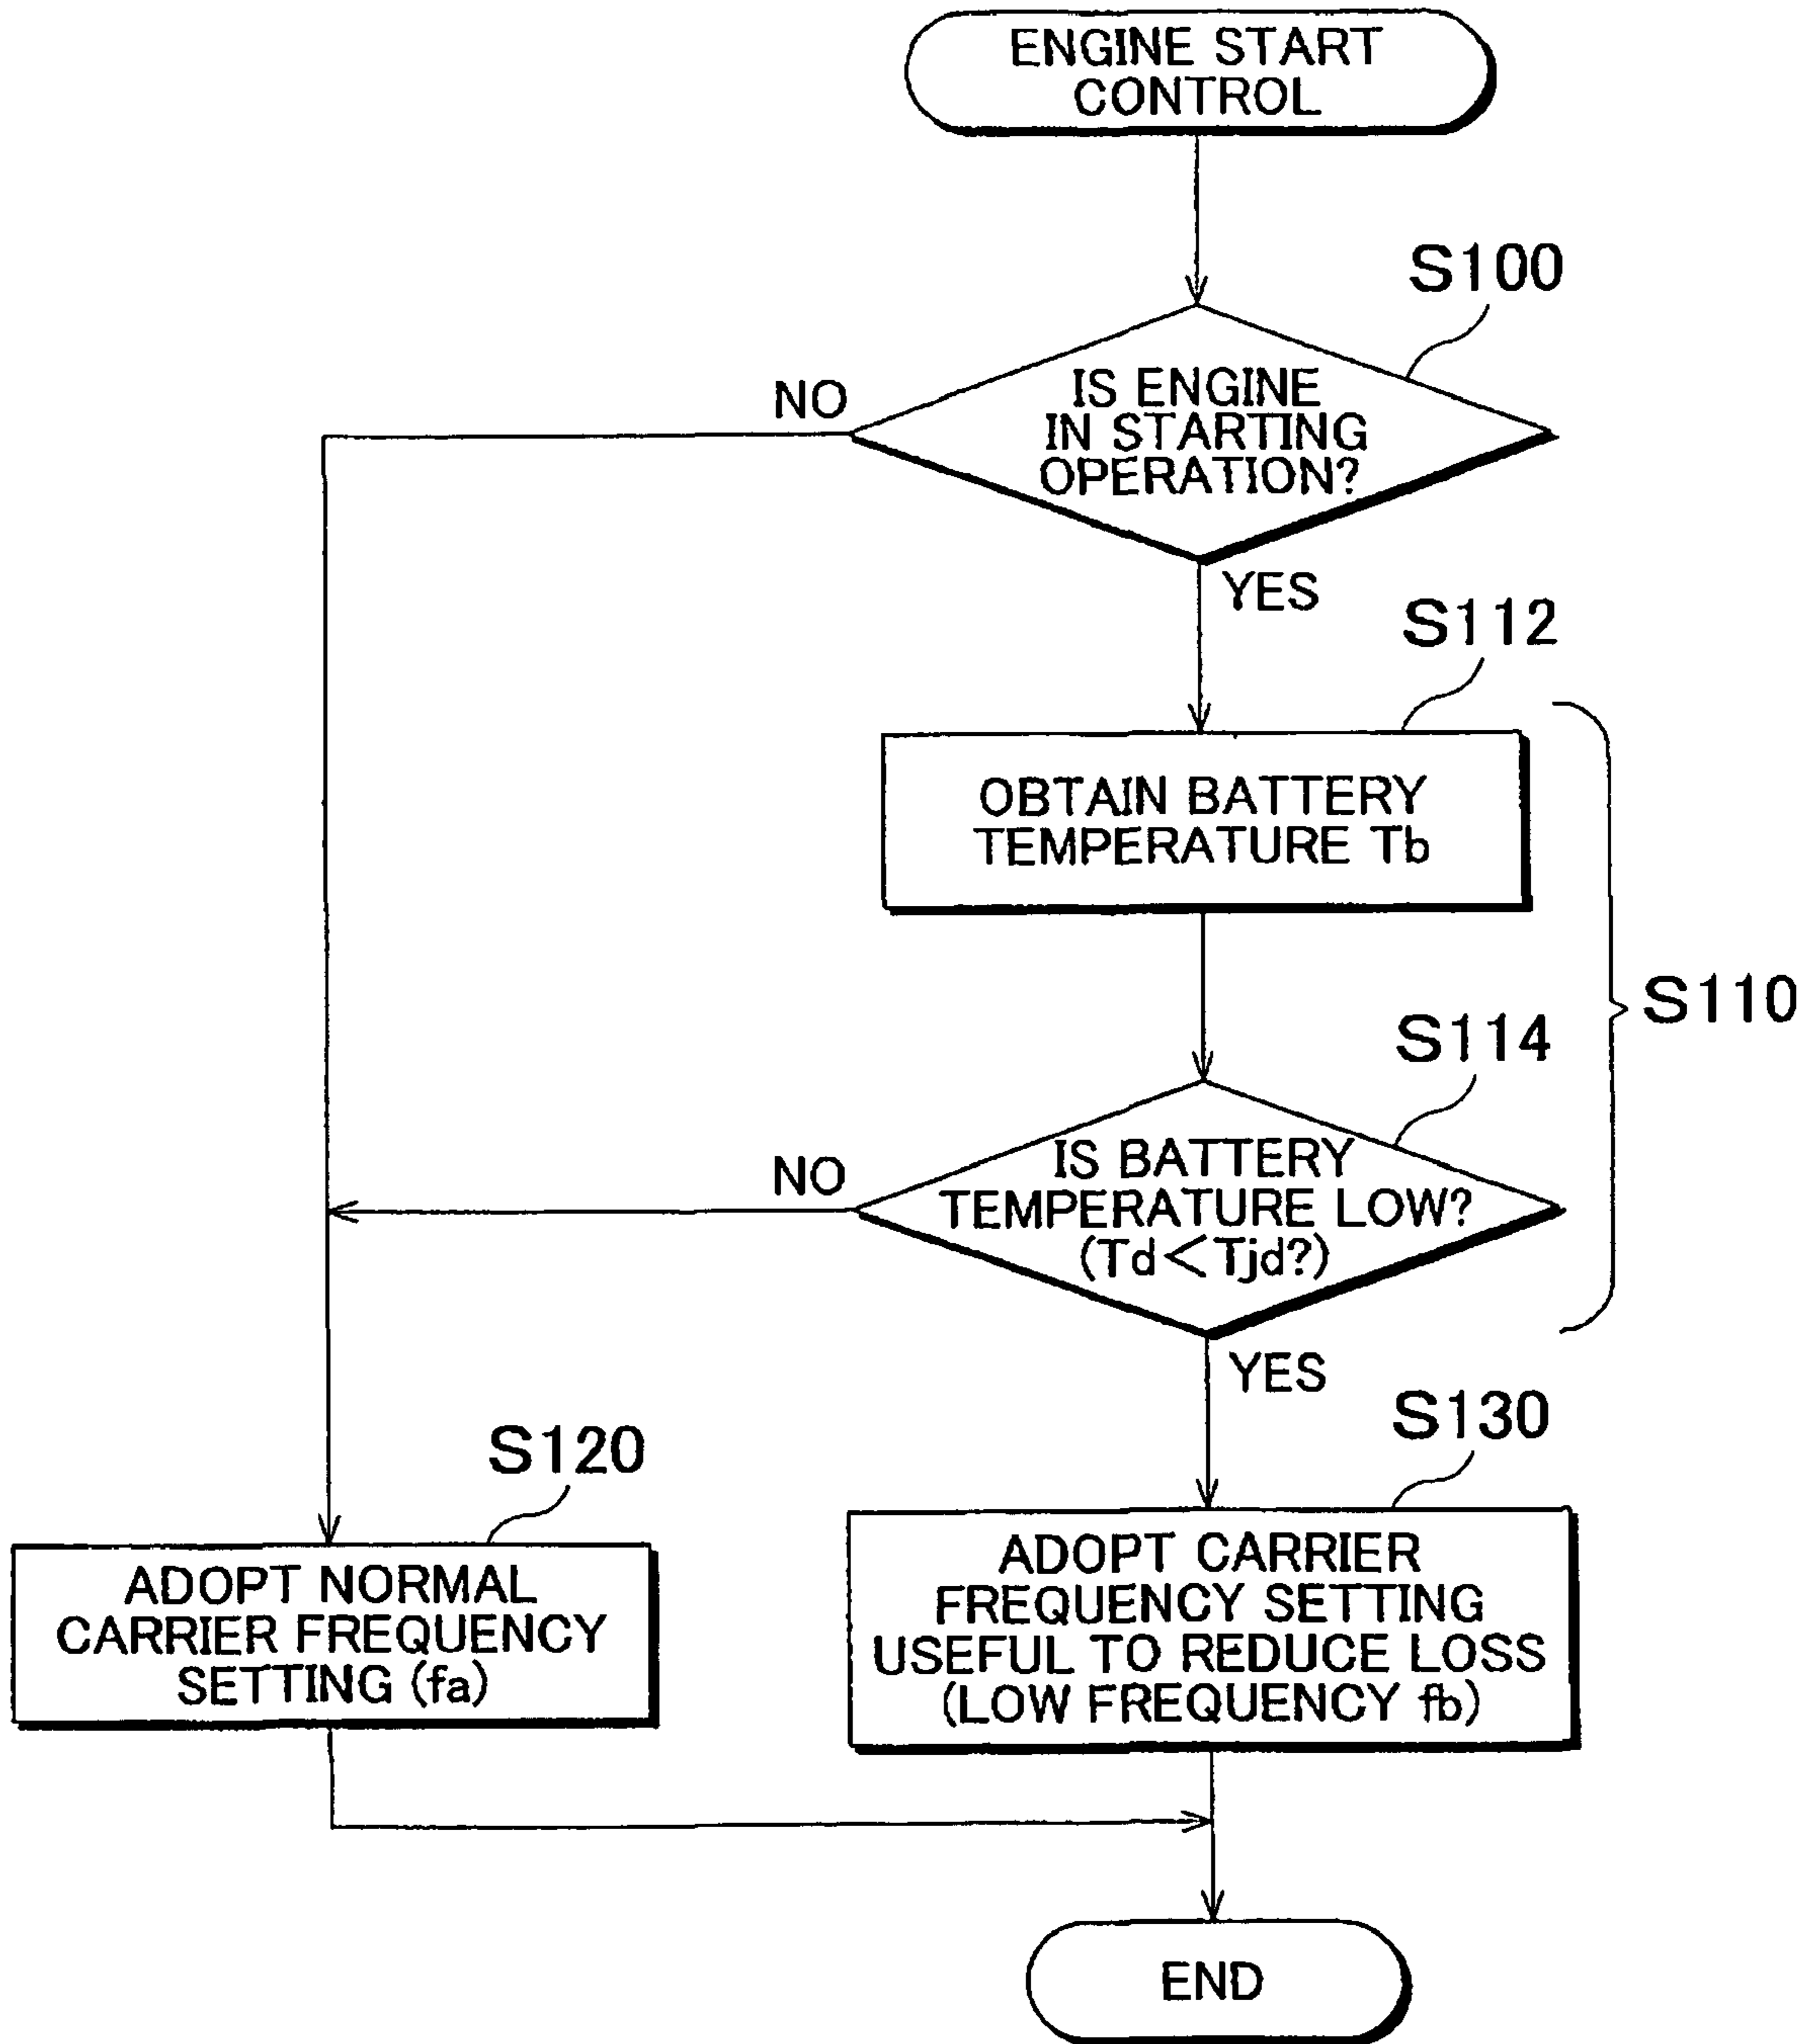 ENGINE START
CONTROL
S100
IS ENGINE
IN STARTING
OPERATION?
NO
YES
S112
OBTAIN BATTERY
TEMPERATURE Tb
S110
S114
IS BATTERY
TEMPERATURE LOW?
(Td<Tjd?)
NO
YES
S120
ADOPT NORMAL
CARRIER FREQUENCY
SETTING (fa)
S130
ADOPT CARRIER
FREQUENCY SETTING
USEFUL TO REDUCE LOSS
(LOW FREQUENCY fb)
END